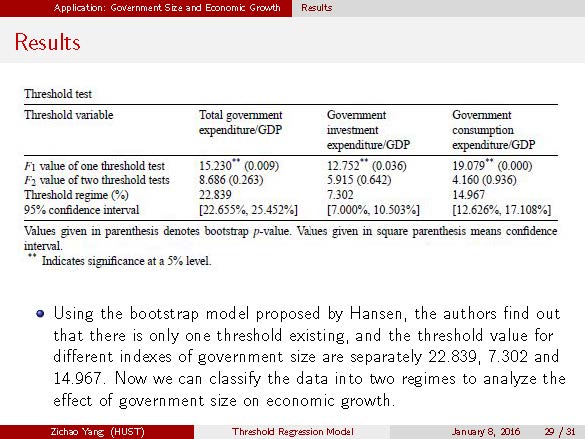 Application: Government Size and Economic Growth Results
Results
Threshold test
Threshold variable Total government expenditure/GDP Government investment expenditure/GDP Government consumption expenditure/GDP
F1 value of one threshold test 15.230** (0.009) 12.752** (0.036) 19.079** (0.000)
F2 value of two threshold tests 8.686 (0.263) 5.915 (0.642) 4.160 (0.936)
Threshold regime (%) 22.839 7.302 14.967
95% confidence interval [22.655%, 25.452%] [7.000%, 10.503%] [12.626%, 17.108%]
Values given in parenthesis denotes bootstrap p-value. Values given in square parenthesis means confidence
interval.
** Indicates significance at a 5% level.
Using the bootstrap model proposed by Hansen, the authors find out
that there is only one threshold existing, and the threshold value for
different indexes of government size are separately 22.839, 7.302 and
14.967. Now we can classify the data into two regimes to analyze the
effect of government size on economic growth.
Zichao Yang (HUST) Threshold Regression Model January 8, 2016 29 / 31